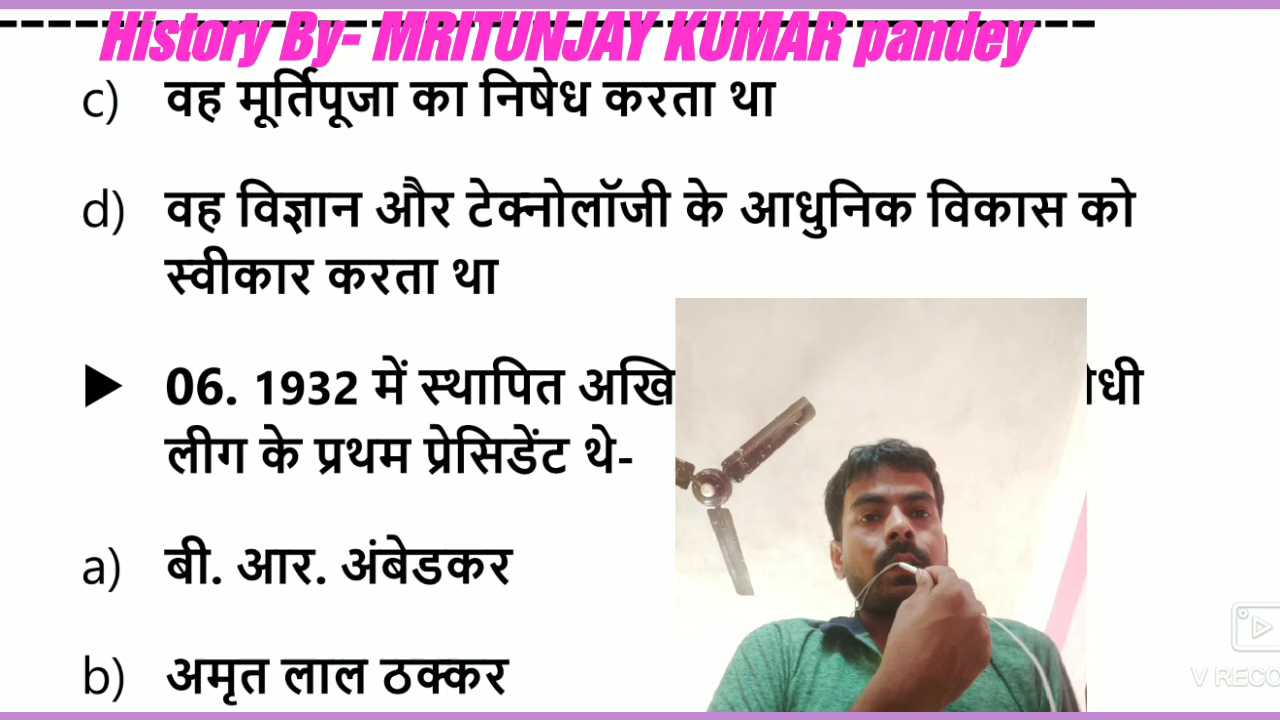 History By- MRITUNJAY KUMAR pandey
c) वह मूर्तिपूजा का निषेध करता था
d) वह विज्ञान और टेक्नोलॉजी के आधुनिक विकास को
स्वीकार करता था
06. 1932 में स्थापित
लीग के प्रथम प्रेसिडेंट थे-
a) बी. आर. अंबेडकर
b) अमृत लाल ठक्कर